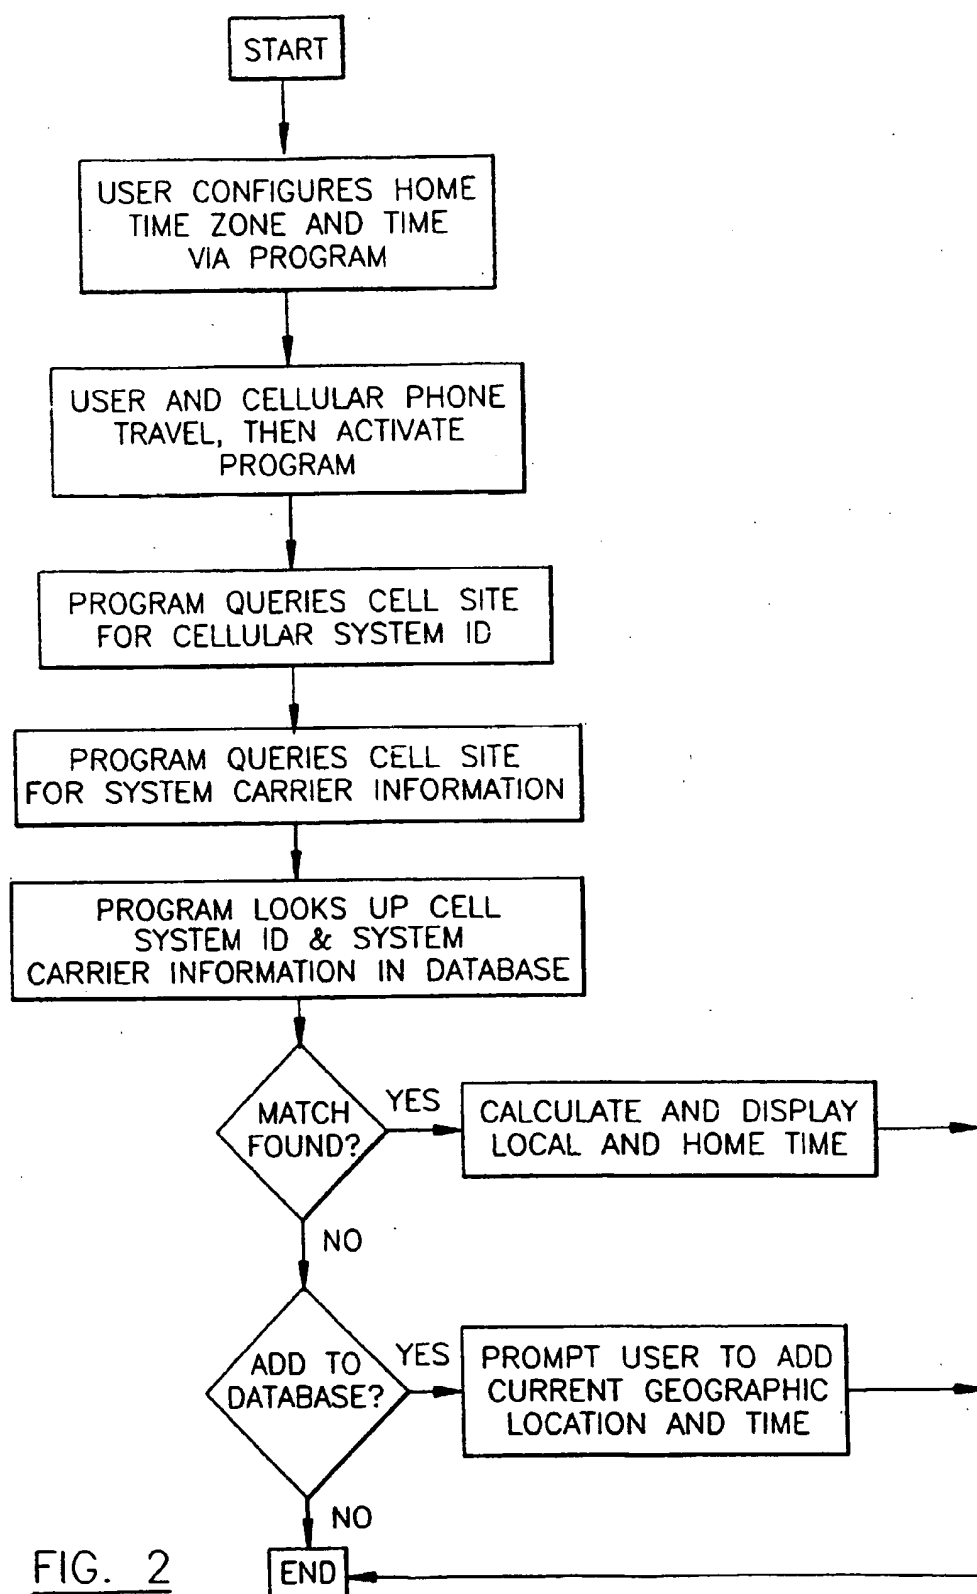 START
USER CONFIGURES HOME
TIME ZONE AND TIME
VIA PROGRAM
USER AND CELLULAR PHONE
TRAVEL, THEN ACTIVATE
PROGRAM
PROGRAM QUERIES CELL SITE
FOR CELLULAR SYSTEM ID
PROGRAM QUERIES CELL SITE
FOR SYSTEM CARRIER INFORMATION
PROGRAM LOOKS UP CELL
SYSTEM ID & SYSTEM
CARRIER INFORMATION IN DATABASE
MATCH
FOUND?
YES
CALCULATE AND DISPLAY
LOCAL AND HOME TIME
NO
ADD TO
DATABASE?
YES
PROMPT USER TO ADD
CURRENT GEOGRAPHIC
LOCATION AND TIME
NO
END
FIG. 2